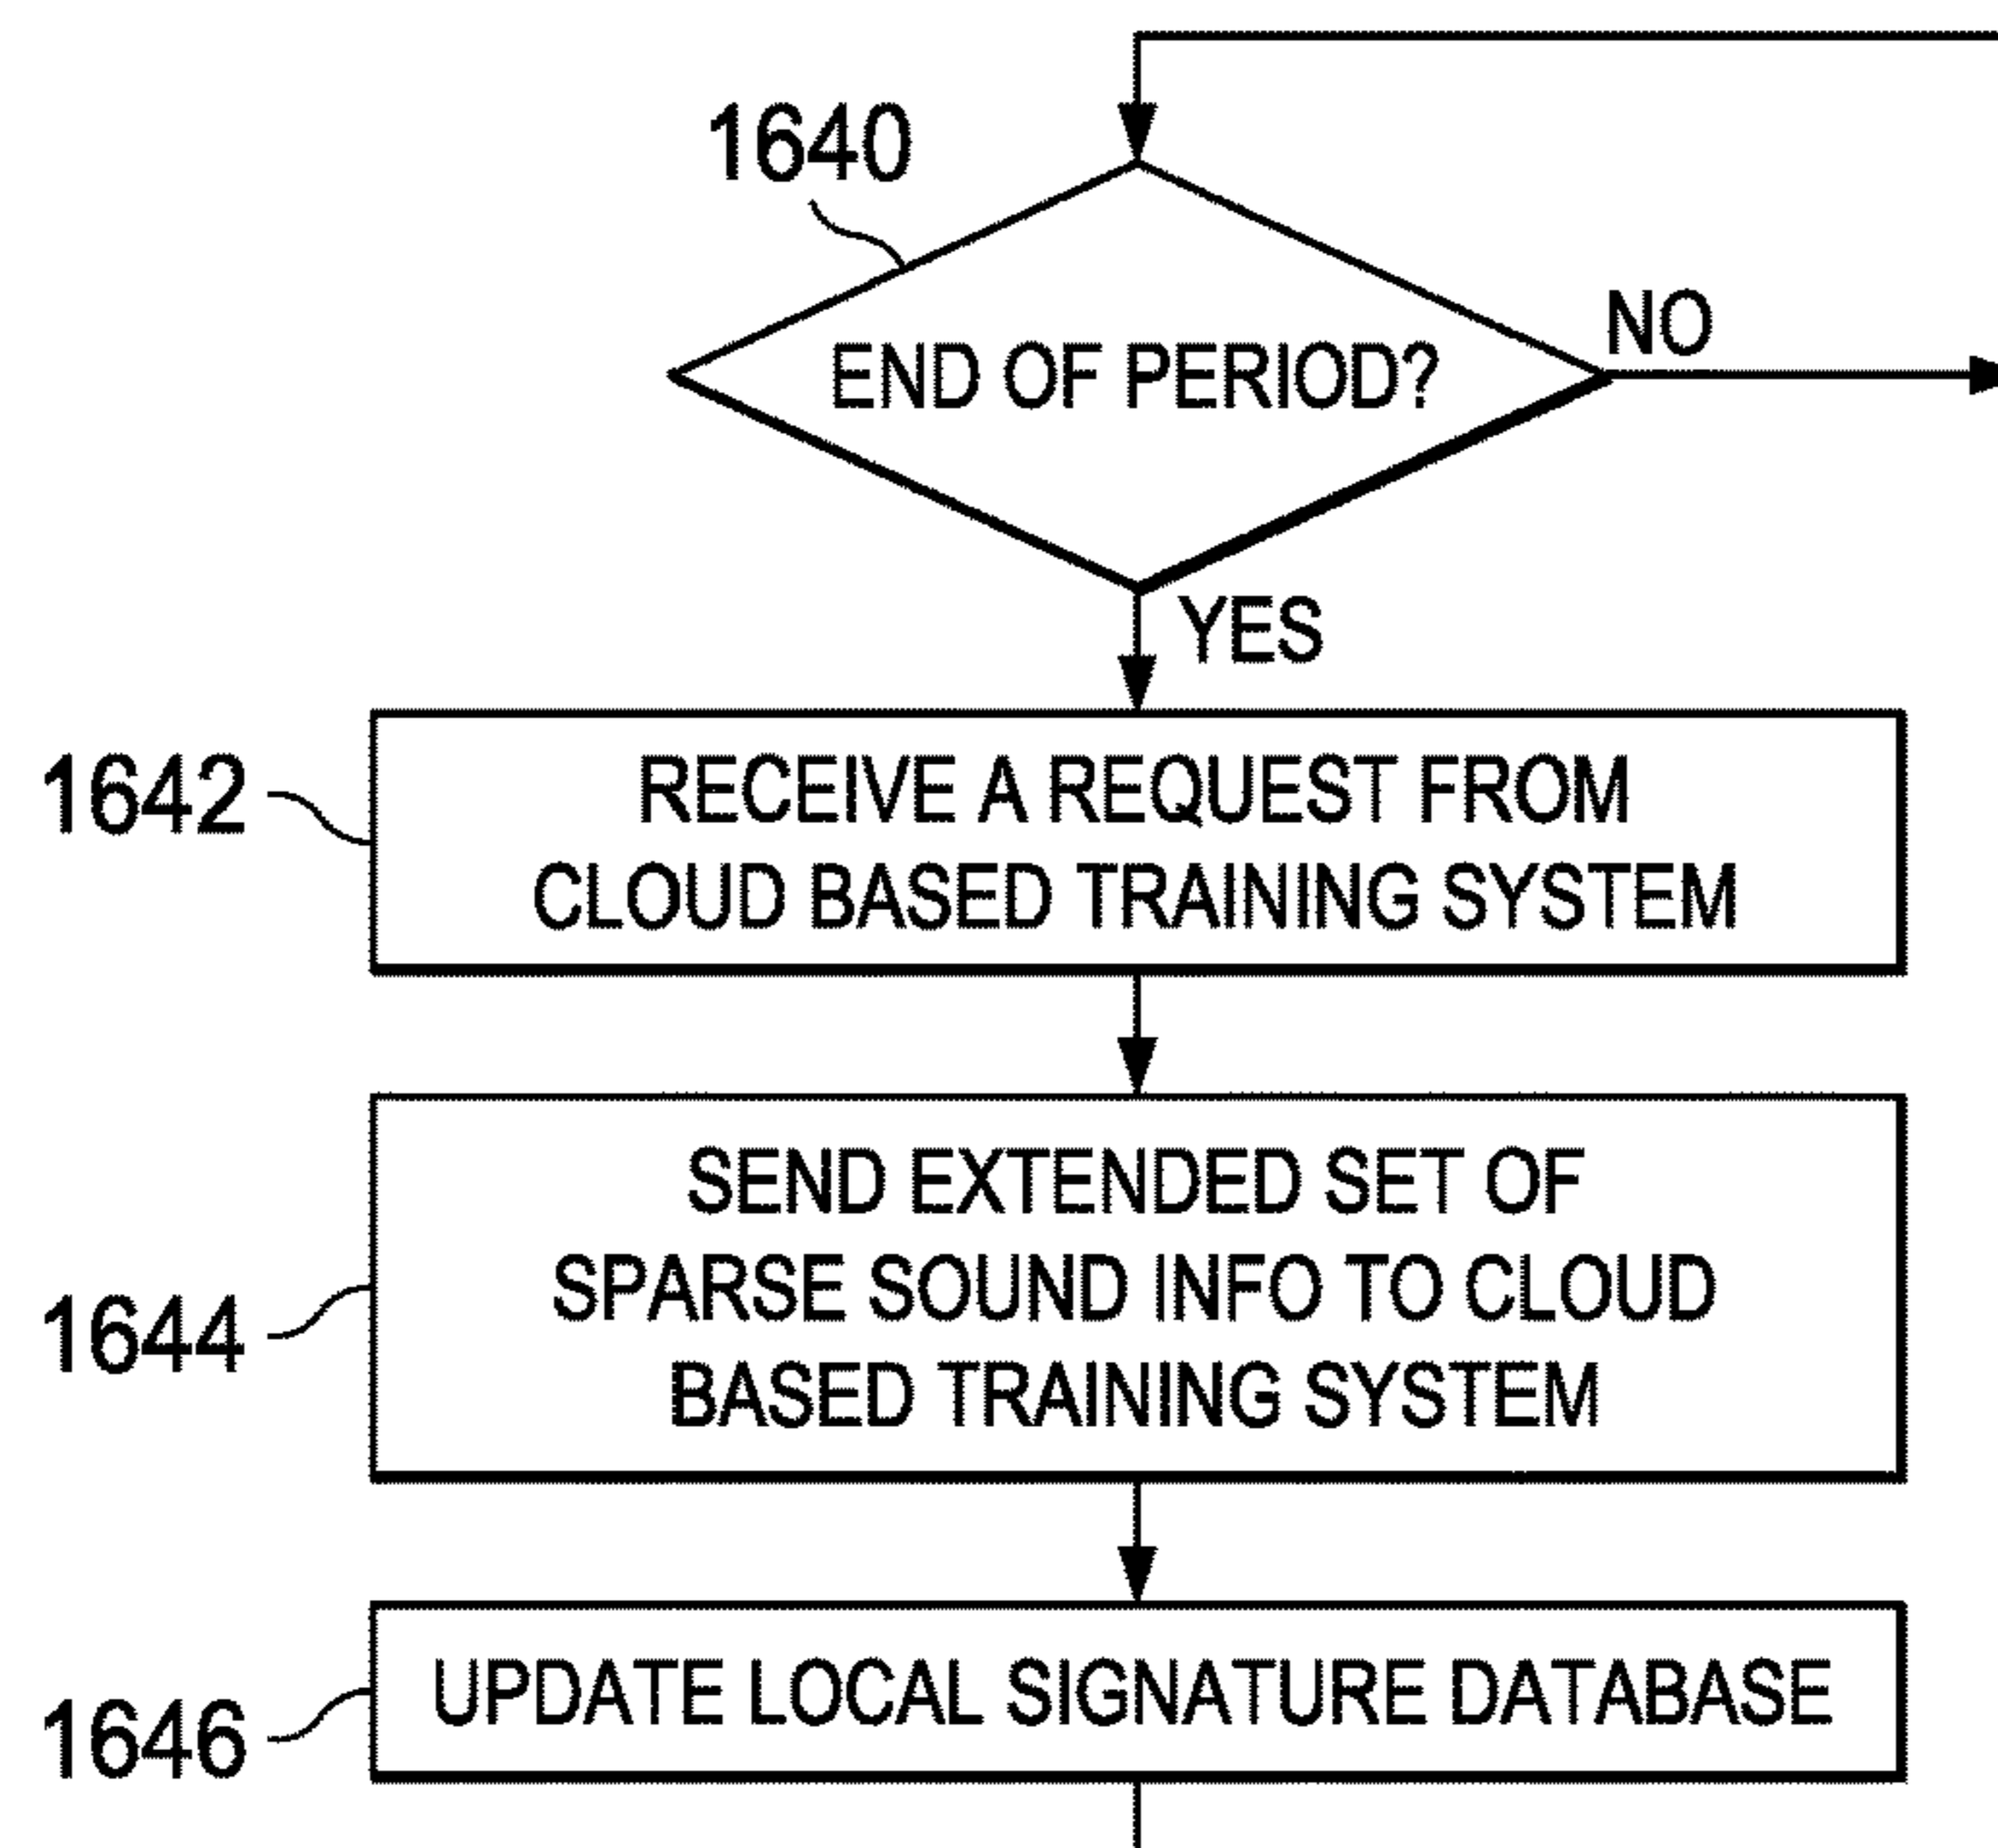 1640
END OF PERIOD?
NO
YES
1642
RECEIVE A REQUEST FROM
CLOUD BASED TRAINING SYSTEM
1644
SEND EXTENDED SET OF
SPARSE SOUND INFO TO CLOUD
BASED TRAINING SYSTEM
1646
UPDATE LOCAL SIGNATURE DATABASE